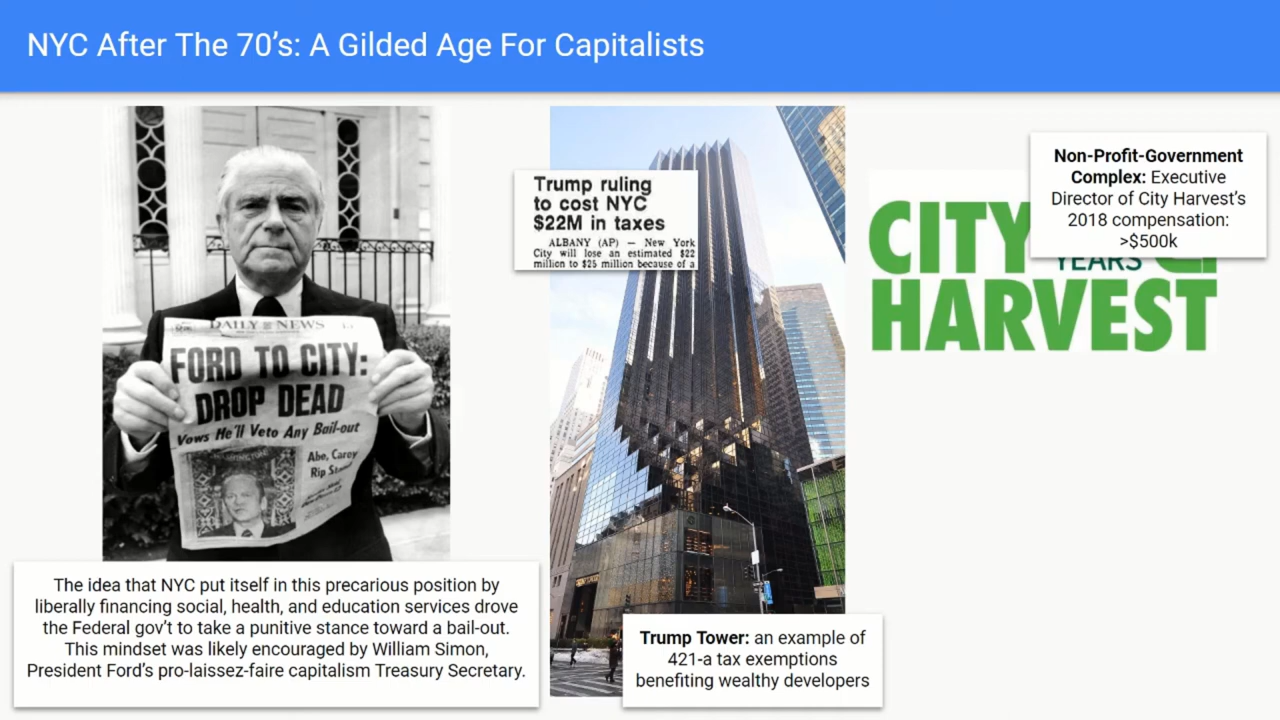 NYC After The 70's: A Gilded Age For Capitalists
DAILY NEWS
FORD TO CITY:
DROP DEAD
Vows He'll Veto Any Bail-out
Abe, Carey
Rip Stand
The idea that NYC put itself in this precarious position by
liberally financing social, health, and education services drove
the Federal gov't to take a punitive stance toward a bail-out.
This mindset was likely encouraged by William Simon,
President Ford's pro-laissez-faire capitalism Treasury Secretary.
Trump ruling
to cost NYC
$22M in taxes
ALBANY (AP) — New York
City will lose an estimated $22
million to $25 million because of a
Trump Tower: an example of
421-a tax exemptions
benefiting wealthy developers
Non-Profit-Government
Complex: Executive
Director of City Harvest's
2018 compensation:
>$500k
CITY
YEARS
HARVEST